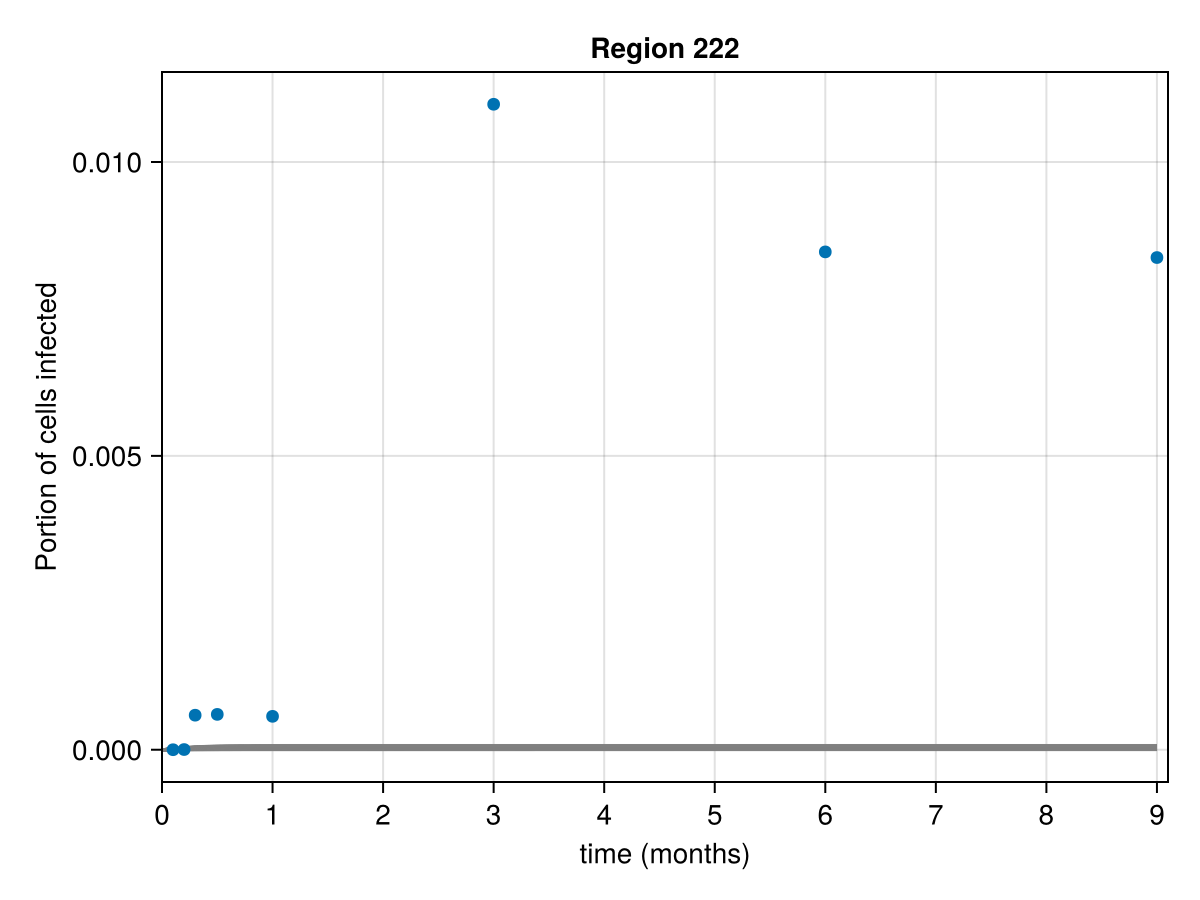 Region 222
Portion of cells infected
0.010
0.005
0.000
0 1 2 3 4 5 6 7 8 9
time (months)